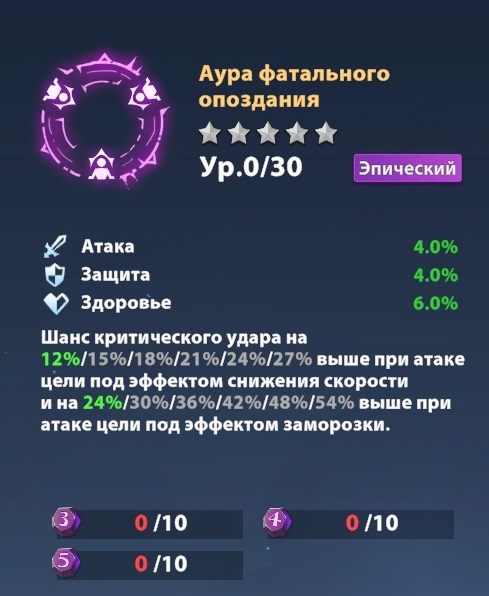 Аура фатального
опоздания
Ур.0/30
Эпический
Атака 4.0%
Защита 4.0%
Здоровье 6.0%
Шанс критического удара на
12%/15%/18%/21%/24%/27% выше при атаке
цели под эффектом снижения скорости
и на 24%/30%/36%/42%/48%/54% выше при
атаке цели под эффектом заморозки.
3 0 /10
4 0 /10
5 0 /10